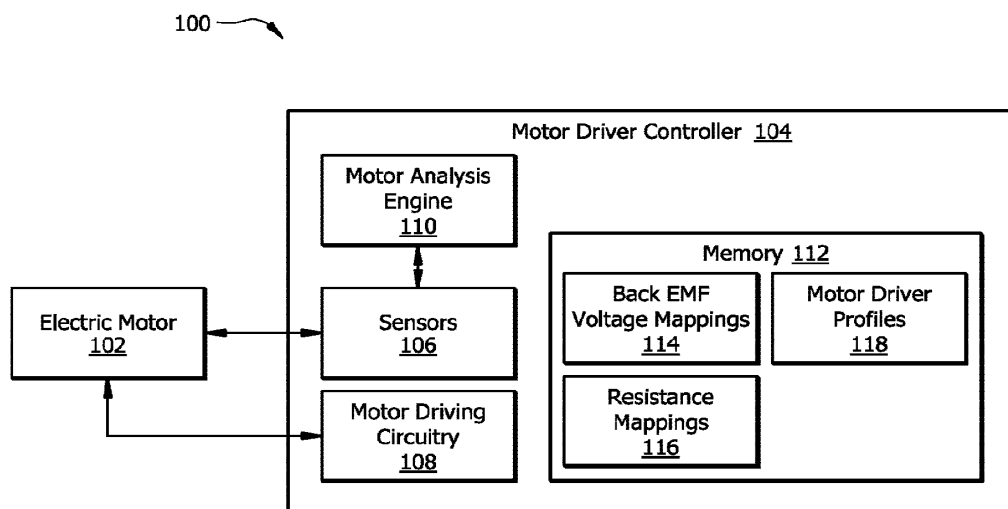 100
Motor Driver Controller 104
Motor Analysis
Engine
110
Memory 112
Electric Motor
102
Sensors
106
Back EMF
Voltage Mappings
114
Motor Driver
Profiles
118
Motor Driving
Circuitry
108
Resistance
Mappings
116